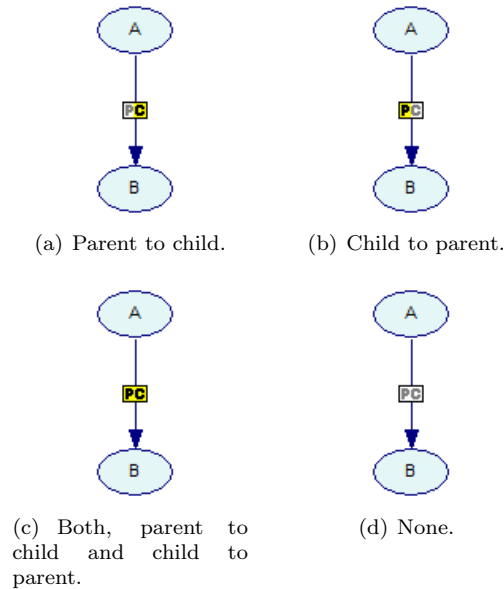 A
A
PC
PC
B
B
(a) Parent to child.
(b) Child to parent.
A
A
PC
PC
B
B
(c) Both, parent to
child and child to
parent.
(d) None.